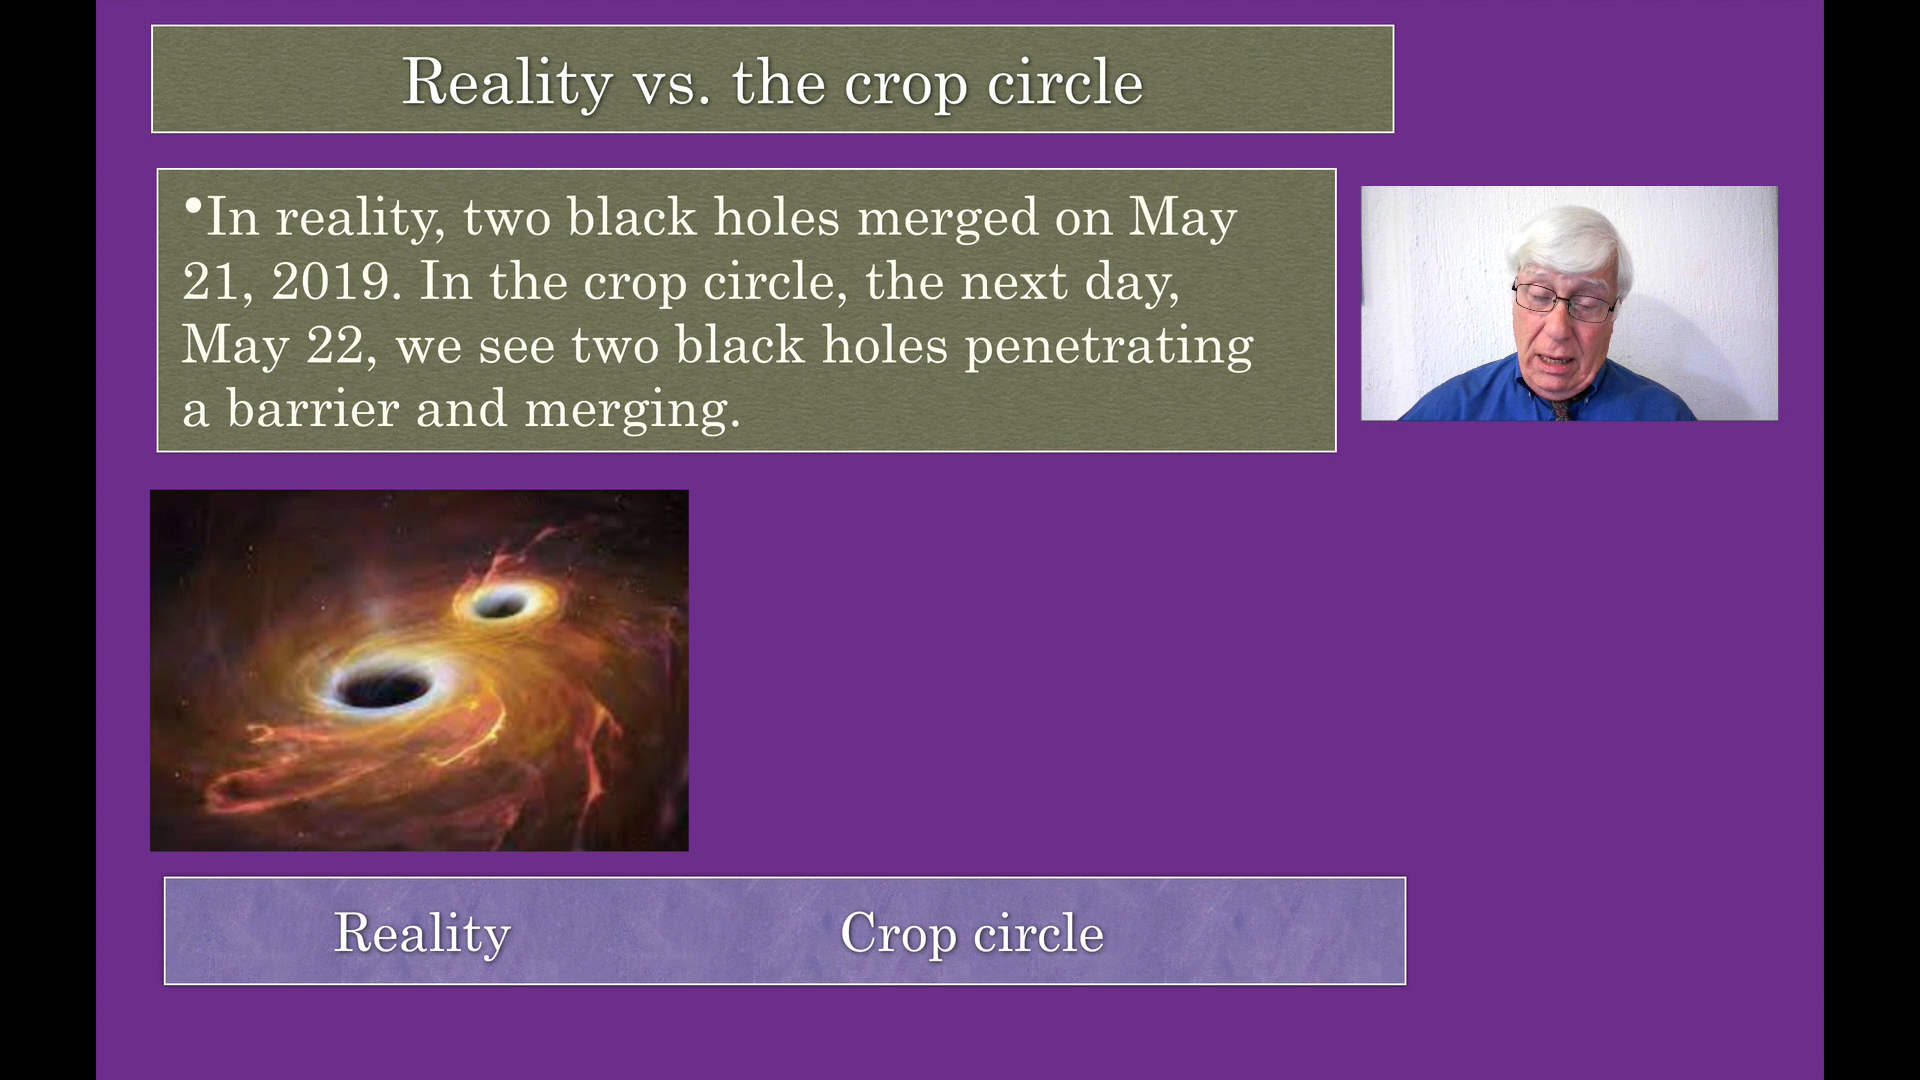 Reality vs. the crop circle
•In reality, two black holes merged on May
21, 2019. In the crop circle, the next day,
May 22, we see two black holes penetrating
a barrier and merging.
Reality Crop circle